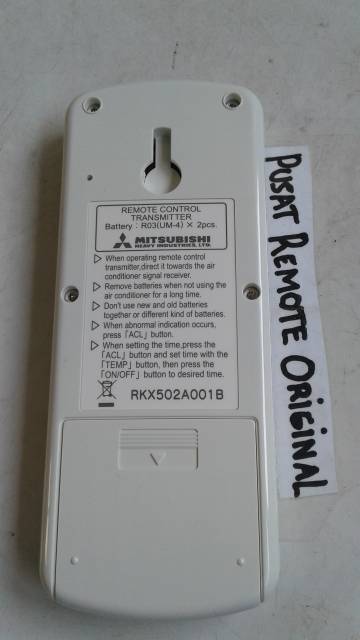 REMOTE CONTROL
TRANSMITTER
Battery : R03(UM-4) × 2pcs.
MITSUBISHI
HEAVY INDUSTRIES, LTD.
▷ When operating remote control
transmitter,direct it towards the air
conditioner signal receiver.
▷ Remove batteries when not using the
air conditioner for a long time.
▷ Don't use new and old batteries
together or different kind of batteries.
▷ When abnormal indication occurs,
press「ACL」button.
▷ When setting the time,press the
「ACL」button and set time with the
「TEMP」button, then press the
「ON/OFF」button to desired time.
RKX502A001B
PUSAT REMOTE ORIGINAL